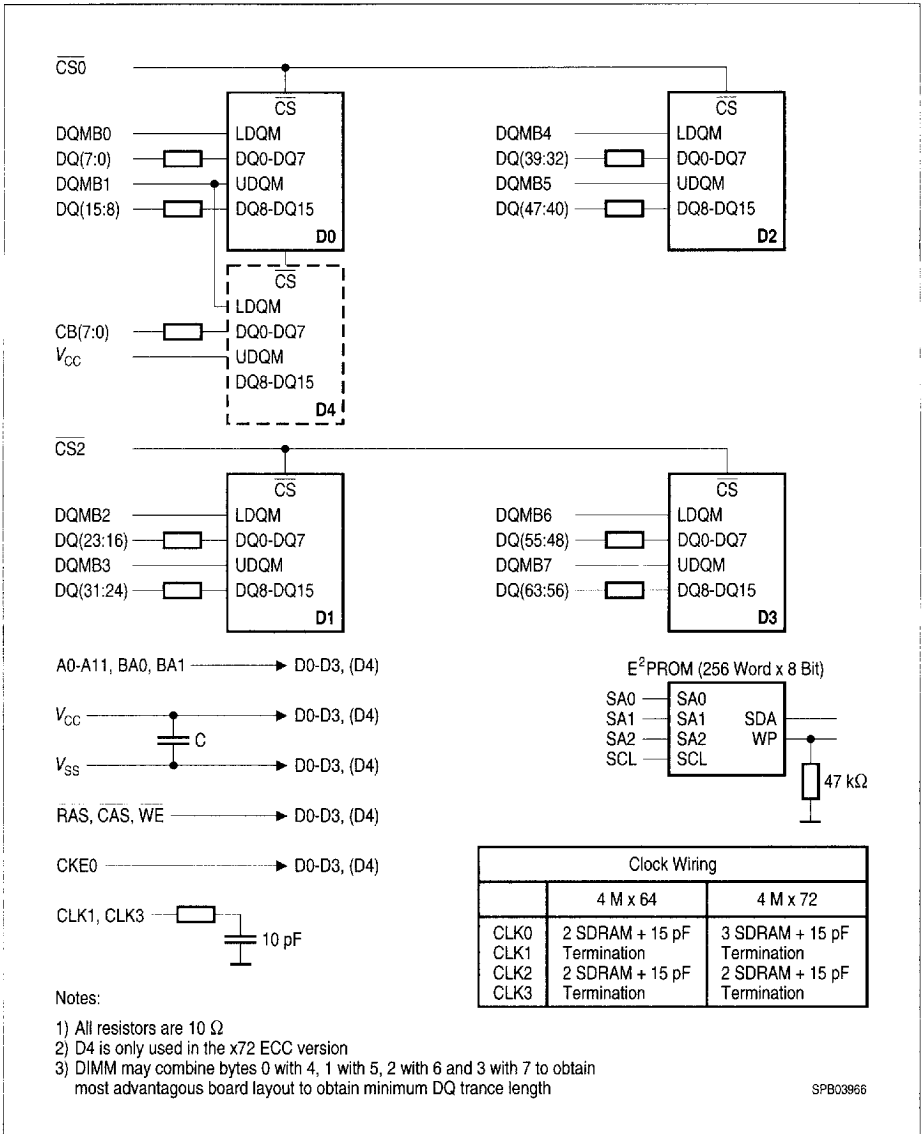 CS0
CS
CS
DQMB0 LDQM
DQMB4 LDQM
DQ(7:0) DQ0-DQ7
DQ(39:32) DQ0-DQ7
DQMB1 UDQM
DQMB5 UDQM
DQ(15:8) DQ8-DQ15
DQ(47:40) DQ8-DQ15
D0
D2
CS
LDQM
CB(7:0) DQ0-DQ7
VCC UDQM
DQ8-DQ15
D4
CS2
CS
CS
DQMB2 LDQM
DQMB6 LDQM
DQ(23:16) DQ0-DQ7
DQ(55:48) DQ0-DQ7
DQMB3 UDQM
DQMB7 UDQM
DQ(31:24) DQ8-DQ15
DQ(63:56) DQ8-DQ15
D1
D3
A0-A11, BA0, BA1 D0-D3, (D4)
VCC D0-D3, (D4)
C
VSS D0-D3, (D4)
RAS, CAS, WE D0-D3, (D4)
CKE0 D0-D3, (D4)
CLK1, CLK3
10 pF
E²PROM (256 Word x 8 Bit)
SA0 SA0
SA1 SA1 SDA
SA2 SA2 WP
SCL SCL
47 kΩ
Clock Wiring
4 M x 64 4 M x 72
CLK0 2 SDRAM + 15 pF 3 SDRAM + 15 pF
CLK1 Termination Termination
CLK2 2 SDRAM + 15 pF 2 SDRAM + 15 pF
CLK3 Termination Termination
Notes:
1) All resistors are 10 Ω
2) D4 is only used in the x72 ECC version
3) DIMM may combine bytes 0 with 4, 1 with 5, 2 with 6 and 3 with 7 to obtain
most advantagous board layout to obtain minimum DQ trance length
SPB03966